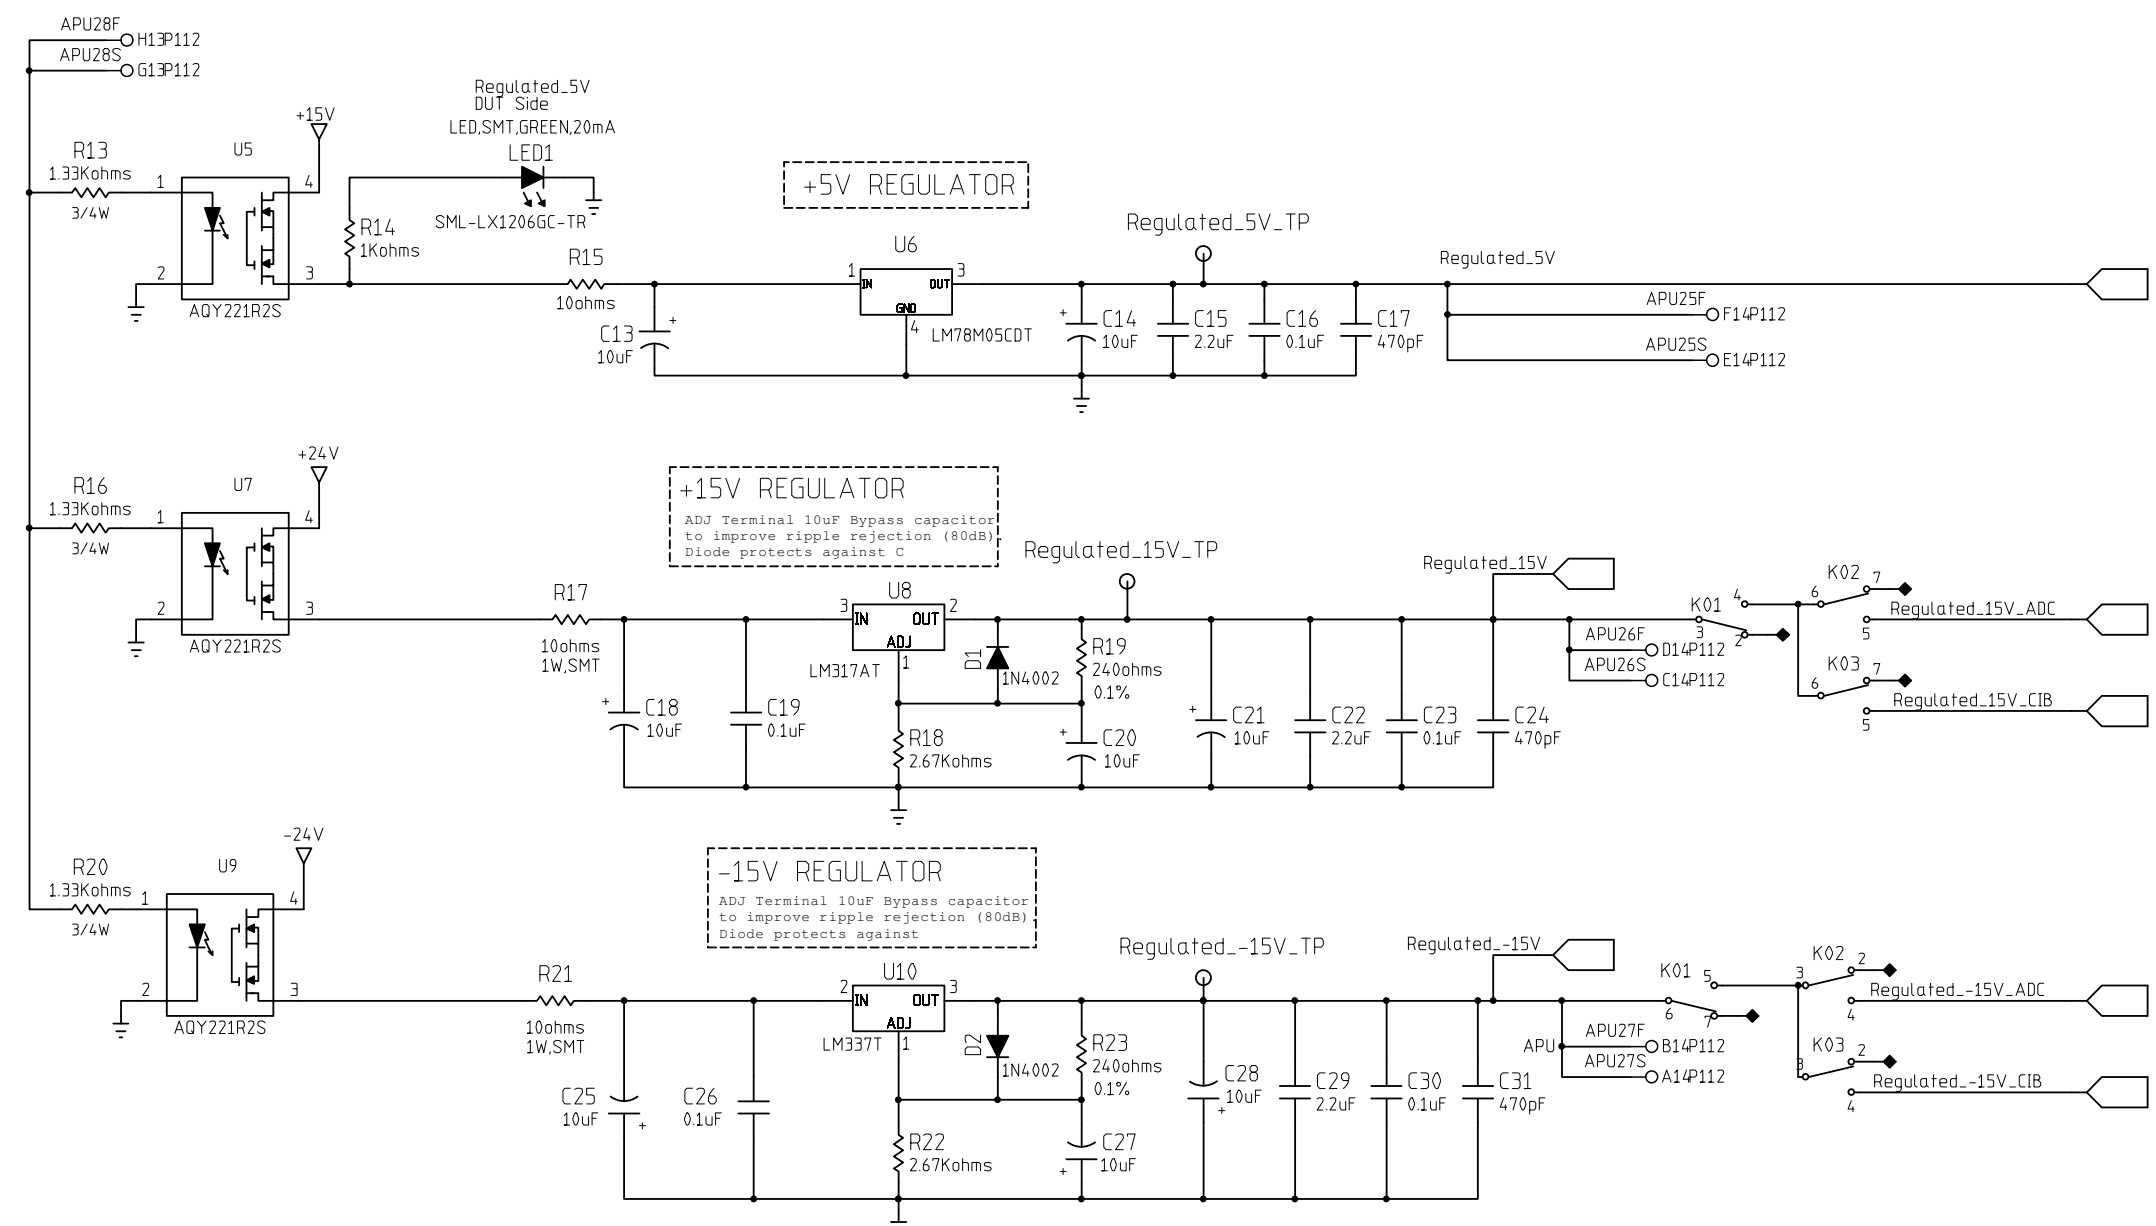 APU28F
H13P112
APU28S
G13P112
+15V
R13
1.33Kohms
3/4W
U5
1
4
2
3
AQY221R2S
Regulated_5V
DUT Side
LED,SMT,GREEN,20mA
LED1
SML-LX1206GC-TR
R14
1Kohms
R15
10ohms
C13
+
10uF
+5V REGULATOR
U6
1
IN
OUT
3
GND
4
LM78M05CDT
Regulated_5V_TP
+
C14
10uF
C15
2.2uF
C16
0.1uF
C17
470pF
Regulated_5V
APU25F
F14P112
APU25S
E14P112
+24V
R16
1.33Kohms
3/4W
U7
1
4
2
3
AQY221R2S
+15V REGULATOR
ADJ Terminal 10uF Bypass capacitor
to improve ripple rejection (80dB)
Diode protects against C
R17
10ohms
1W,SMT
+
C18
10uF
C19
0.1uF
U8
3
IN
OUT
2
ADJ
1
LM317AT
D1
1N4002
R19
240ohms
0.1%
R18
2.67Kohms
+
C20
10uF
Regulated_15V_TP
+
C21
10uF
C22
2.2uF
C23
0.1uF
C24
470pF
Regulated_15V
APU26F
D14P112
APU26S
C14P112
K01
4
3
2
K02
6
7
5
Regulated_15V_ADC
K03
6
7
5
Regulated_15V_CIB
-24V
R20
1.33Kohms
3/4W
U9
1
4
2
3
AQY221R2S
-15V REGULATOR
ADJ Terminal 10uF Bypass capacitor
to improve ripple rejection (80dB)
Diode protects against
R21
10ohms
1W,SMT
C25
10uF
+
C26
0.1uF
U10
2
IN
OUT
3
ADJ
1
LM337T
D2
1N4002
R23
240ohms
0.1%
R22
2.67Kohms
C27
10uF
+
Regulated_-15V_TP
C28
10uF
+
C29
2.2uF
C30
0.1uF
C31
470pF
Regulated_-15V
APU
APU27F
B14P112
APU27S
A14P112
K01
5
6
7
K02
3
2
4
Regulated_-15V_ADC
K03
3
2
4
Regulated_-15V_CIB